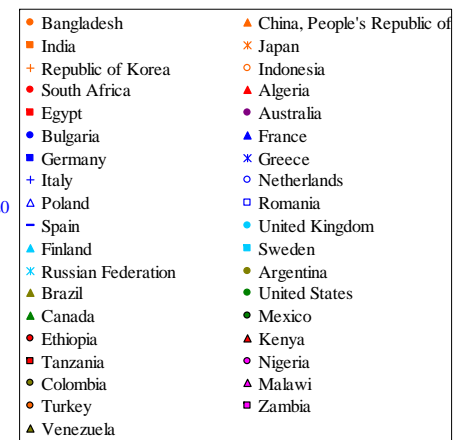 Bangladesh China, People's Republic of
India Japan
Republic of Korea Indonesia
South Africa Algeria
Egypt Australia
Bulgaria France
Germany Greece
Italy Netherlands
0 Poland Romania
Spain United Kingdom
Finland Sweden
Russian Federation Argentina
Brazil United States
Canada Mexico
Ethiopia Kenya
Tanzania Nigeria
Colombia Malawi
Turkey Zambia
Venezuela